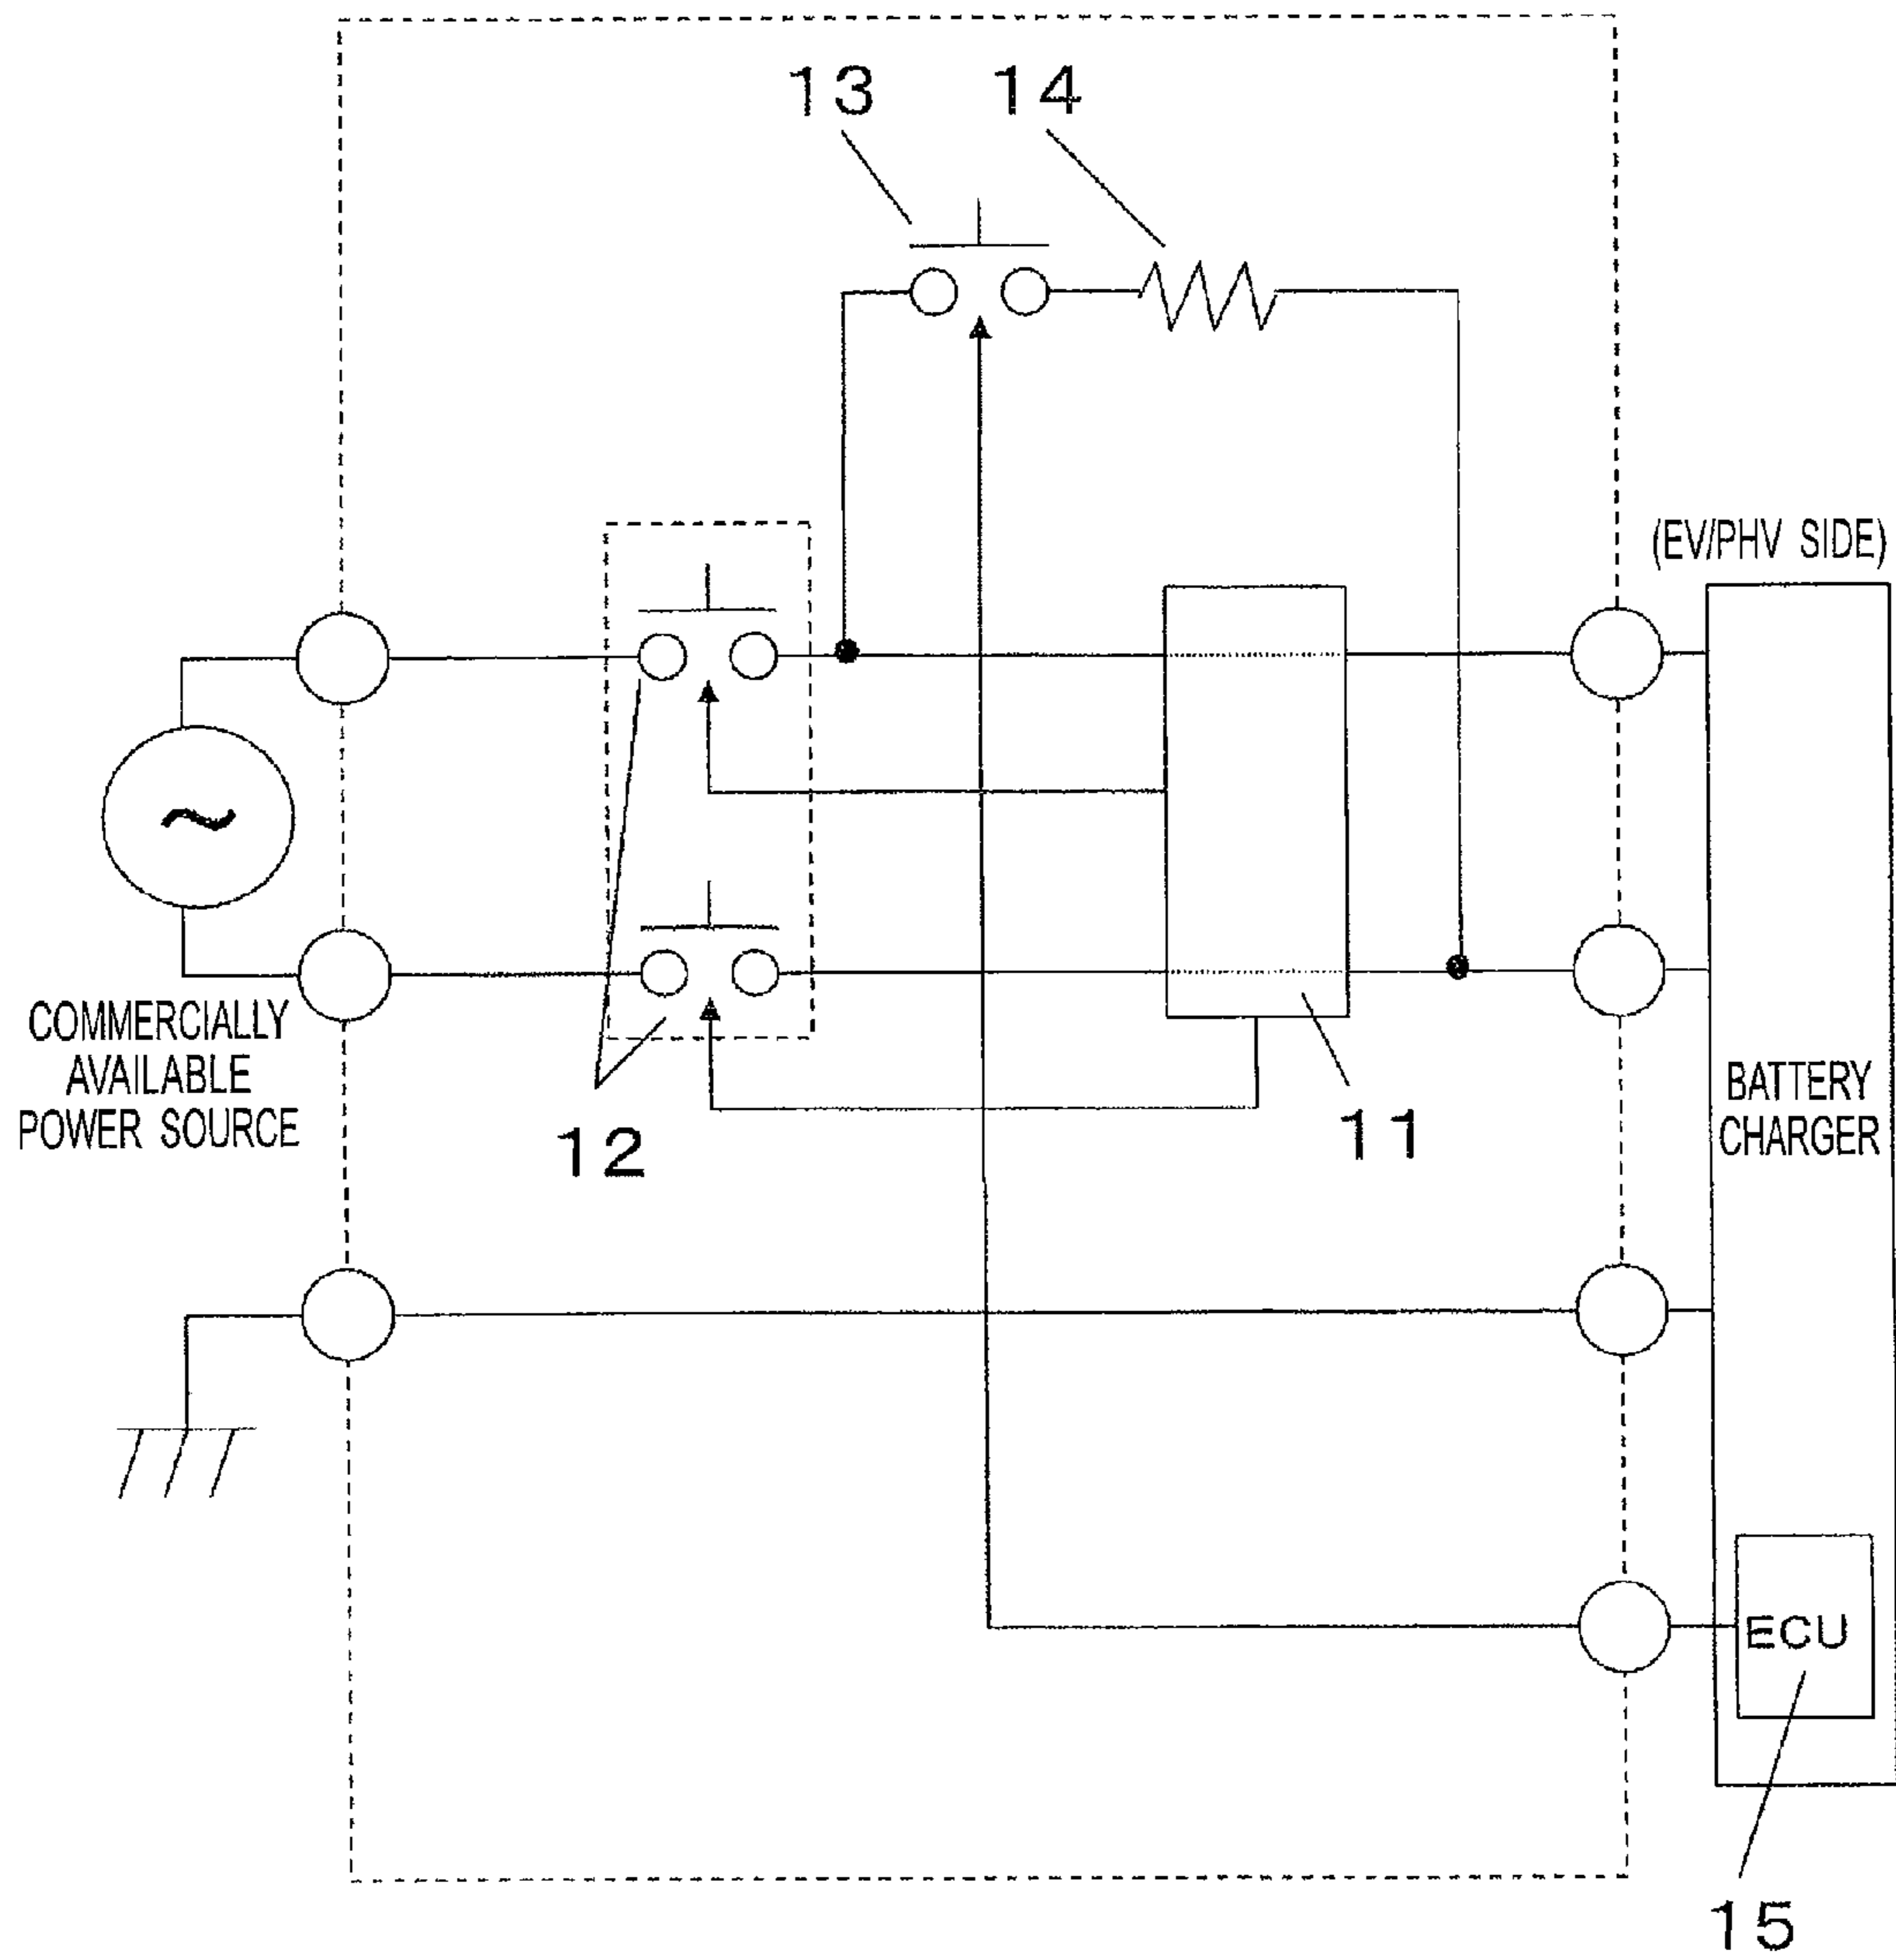 13 14
(EV/PHV SIDE)
~
COMMERCIALLY
AVAILABLE
POWER SOURCE
12
11
BATTERY
CHARGER
ECU
15